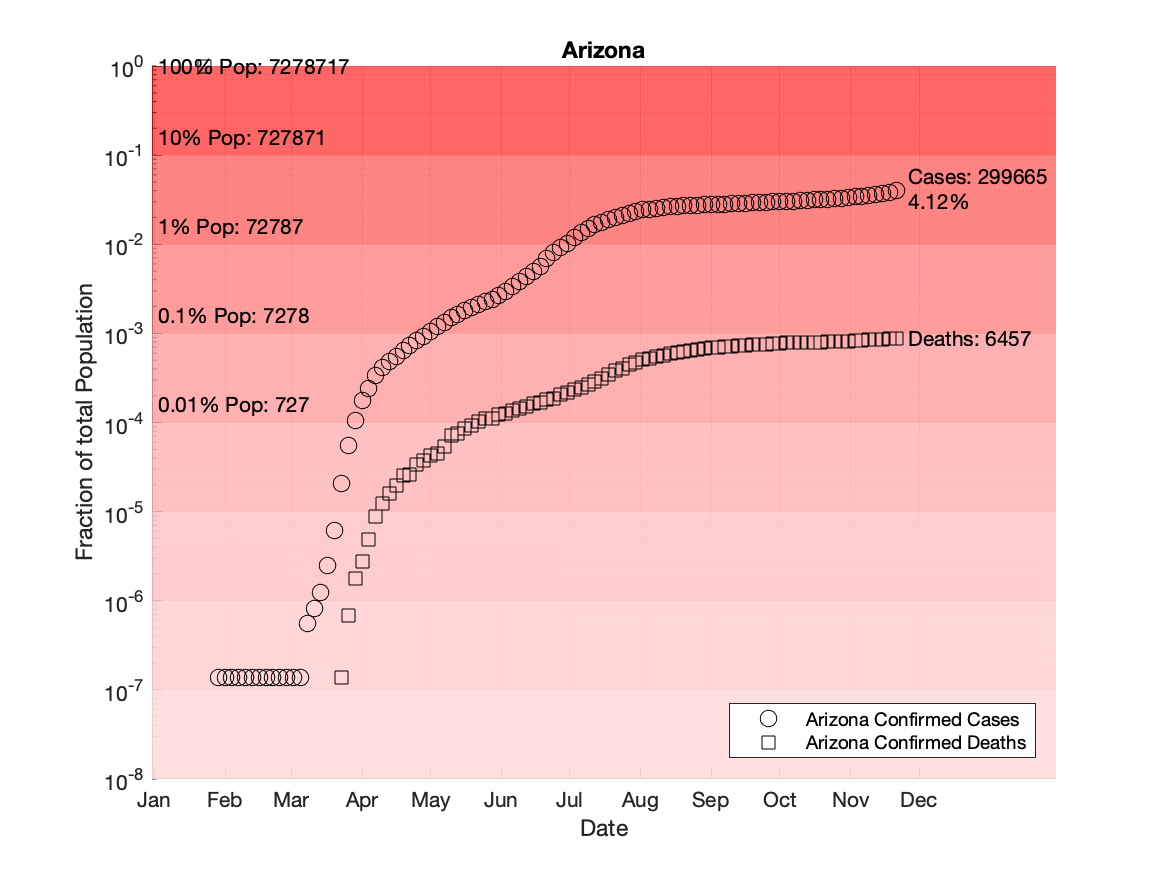 Arizona
10^0
100% Pop: 7278717
10% Pop: 727871
10^-1
Cases: 299665
4.12%
1% Pop: 72787
10^-2
0.1% Pop: 7278
10^-3
Deaths: 6457
0.01% Pop: 727
10^-4
10^-5
10^-6
10^-7
10^-8
Fraction of total Population
Arizona Confirmed Cases
Arizona Confirmed Deaths
Jan Feb Mar Apr May Jun Jul Aug Sep Oct Nov Dec
Date